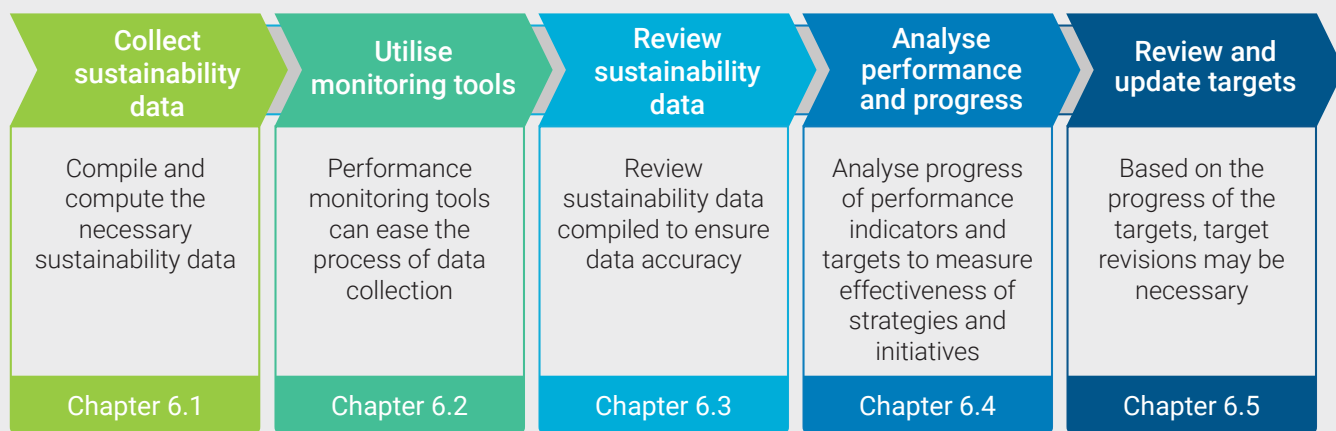 Collect
sustainability
data
Utilise
monitoring tools
Review
sustainability
data
Analyse
performance
and progress
Review and
update targets
Compile and
compute the
necessary
sustainability data
Performance
monitoring tools
can ease the
process of data
collection
Review
sustainability data
compiled to ensure
data accuracy
Analyse progress
of performance
indicators and
targets to measure
effectiveness of
strategies and
initiatives
Based on the
progress of the
targets, target
revisions may be
necessary
Chapter 6.1
Chapter 6.2
Chapter 6.3
Chapter 6.4
Chapter 6.5